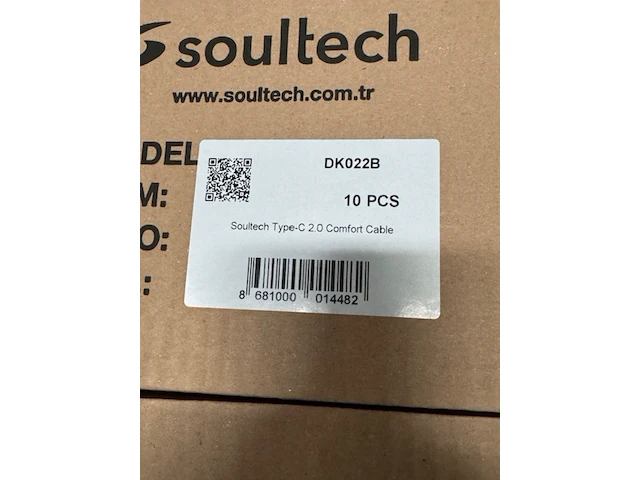 soultech
www.soultech.com.tr
DEL
DK022B
M:
10 PCS
O:
Soultech Type-C 2.0 Comfort Cable
:
8 681000 014482